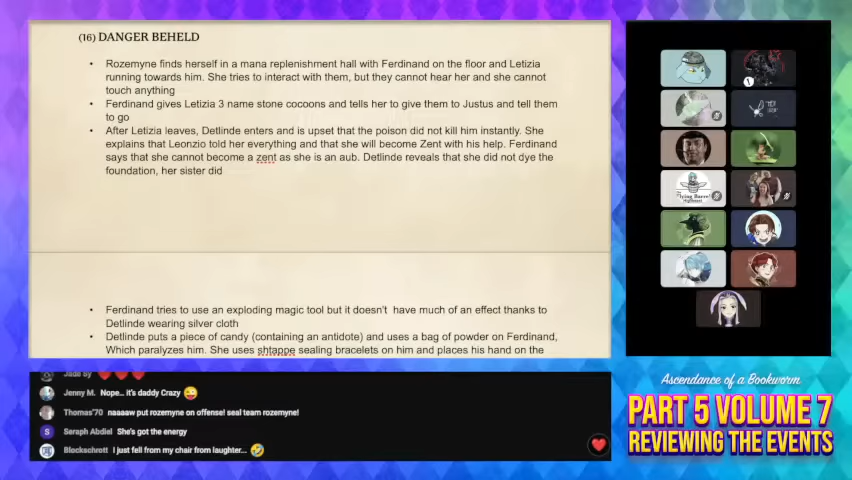 (16) DANGER BEHELD
• Rozemyne finds herself in a mana replenishment hall with Ferdinand on the floor and Letizia
running towards him. She tries to interact with them, but they cannot hear her and she cannot
touch anything
• Ferdinand gives Letizia 3 name stone cocoons and tells her to give them to Justus and tell them
to go
• After Letizia leaves, Detlinde enters and is upset that the poison did not kill him instantly. She
explains that Leonzio told her everything and that she will become Zent with his help. Ferdinand
says that she cannot become a zent as she is an aub. Detlinde reveals that she did not dye the
foundation, her sister did
• Ferdinand tries to use an exploding magic tool but it doesn't have much of an effect thanks to
Detlinde wearing silver cloth
• Detlinde puts a piece of candy (containing an antidote) and uses a bag of powder on Ferdinand,
Which paralyzes him. She uses shtappe sealing bracelets on him and places his hand on the
Jade sy ❤️❤️❤️
Jenny M. Nope... it's daddy Crazy 😜
Thomas'70 naaaaw put rozemyne on offense! seal team rozemyne!
Seraph Abdiel She's got the energy
Blockschrott I just fell from my chair from laughter... 🤣
Ascendance of a Bookworm
PART 5 VOLUME 7
REVIEWING THE EVENTS